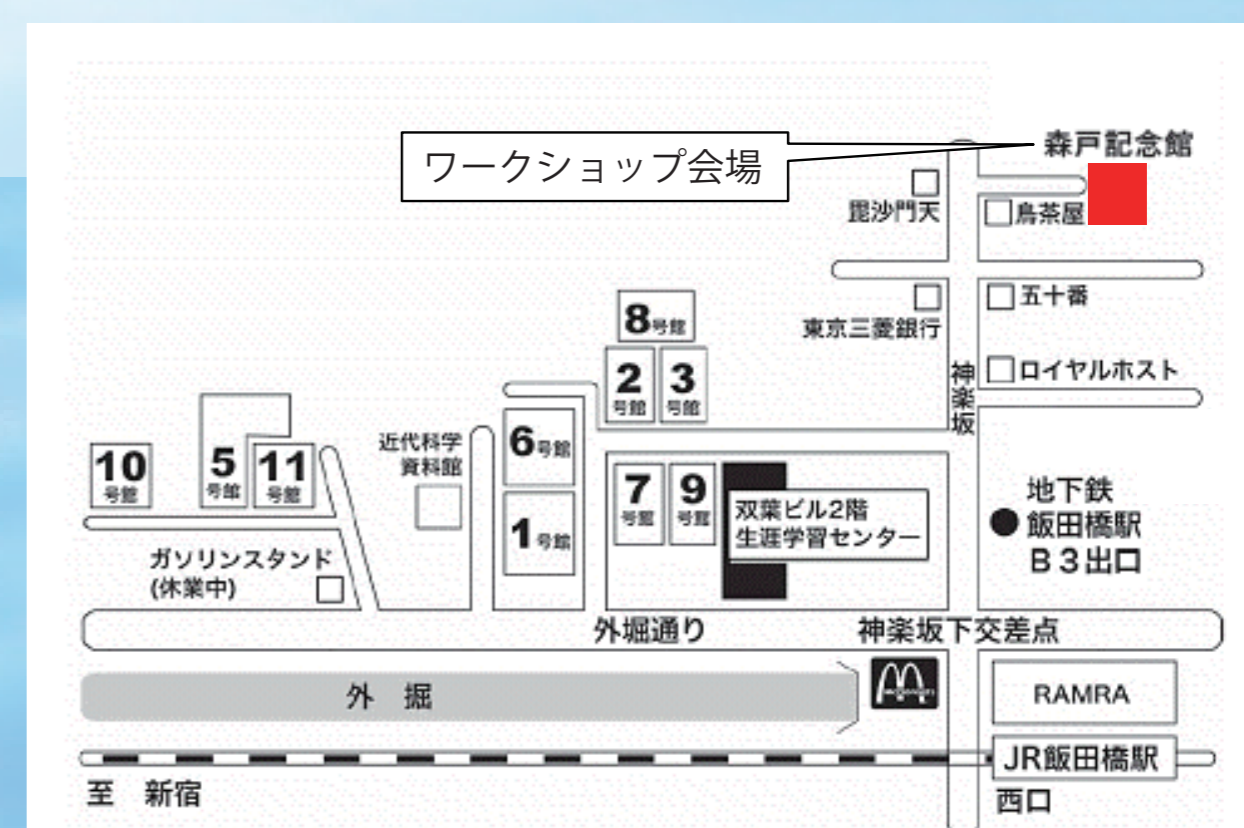 森戸記念館
ワークショップ会場
毘沙門天
鳥茶屋
五十番
東京三菱銀行
8号館
2号館
3号館
神楽坂
ロイヤルホスト
近代科学
資料館
6号館
10号館
5号館
11号館
7号館
9号館
双葉ビル2階
生涯学習センター
地下鉄
飯田橋駅
B3出口
1号館
ガソリンスタンド
(休業中)
外堀通り
神楽坂下交差点
外 掘
McDonald's
RAMRA
JR飯田橋駅
至 新宿
西口